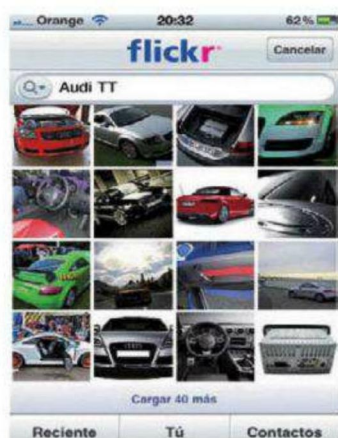 Orange 20:32 62%
flickr Cancelar
Audi TT
Cargar 40 más
Reciente Tú Contactos